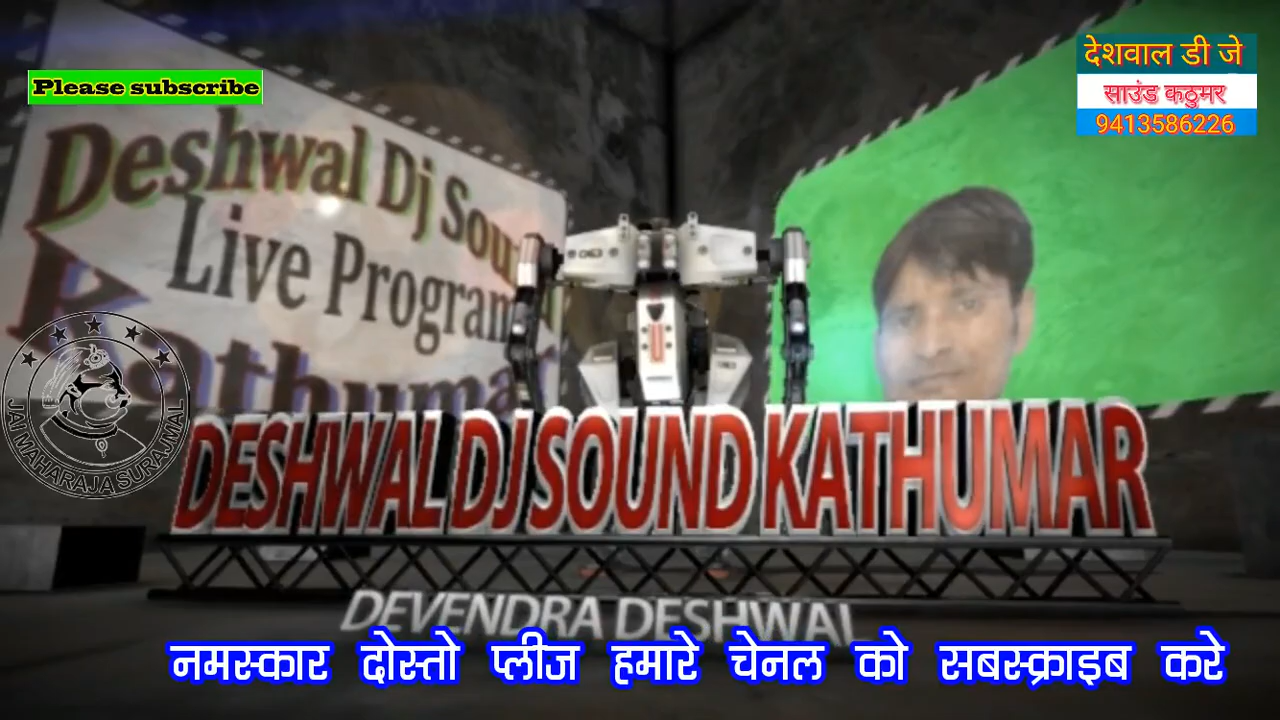 Please subscribe
देशवाल डी जे
साउंड कठुमर
9413586226
Deshwal Dj Sound
Live Program
Kathumar
JAI MAHARAJA SURAJMAL
DESHWAL DJ SOUND KATHUMAR
DEVENDRA DESHWAL
नमस्कार दोस्तो प्लीज हमारे चेनल को सबस्क्राइब करे